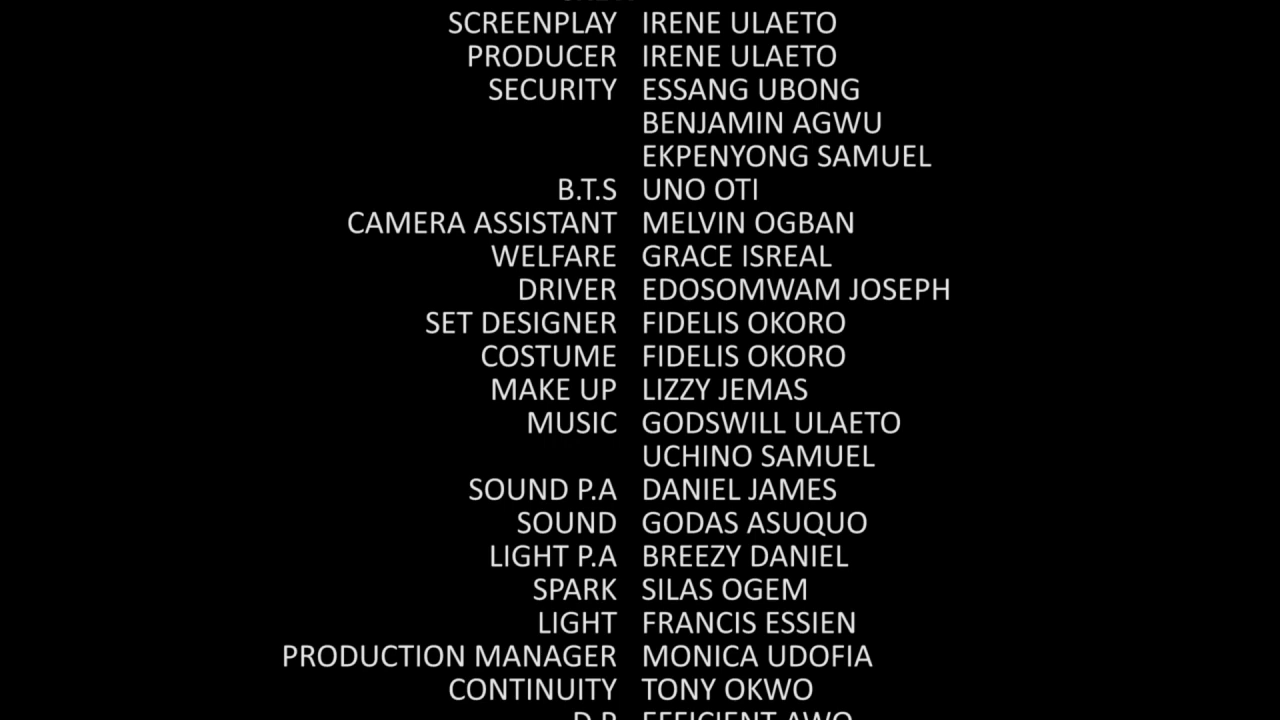 SCREENPLAY IRENE ULAETO
PRODUCER IRENE ULAETO
SECURITY ESSANG UBONG
BENJAMIN AGWU
EKPENYONG SAMUEL
B.T.S UNO OTI
CAMERA ASSISTANT MELVIN OGBAN
WELFARE GRACE ISREAL
DRIVER EDOSOMWAM JOSEPH
SET DESIGNER FIDELIS OKORO
COSTUME FIDELIS OKORO
MAKE UP LIZZY JEMAS
MUSIC GODSWILL ULAETO
UCHINO SAMUEL
SOUND P.A DANIEL JAMES
SOUND GODAS ASUQUO
LIGHT P.A BREEZY DANIEL
SPARK SILAS OGEM
LIGHT FRANCIS ESSIEN
PRODUCTION MANAGER MONICA UDOFIA
CONTINUITY TONY OKWO
D.P EFFICIENT AWO